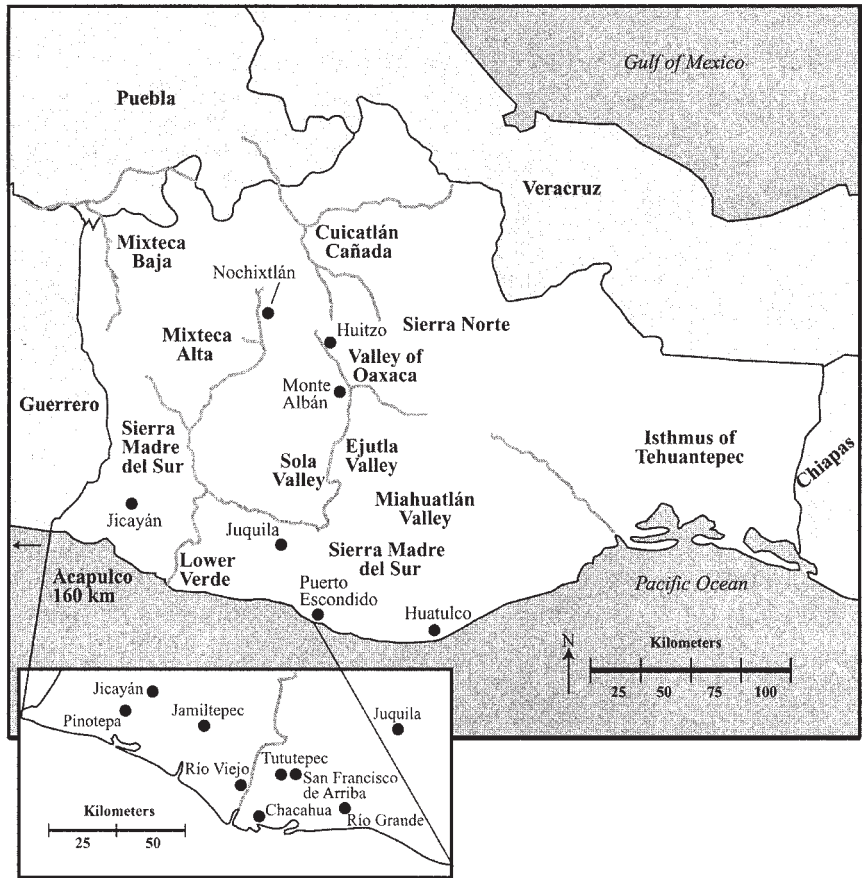 Gulf of Mexico
Puebla
Veracruz
Cuicatlán
Cañada
Mixteca
Baja
Nochixtlán
Huitzo
Sierra Norte
Mixteca
Alta
Valley of
Oaxaca
Monte
Albán
Guerrero
Sierra
Madre
del Sur
Isthmus of
Tehuantepec
Chiapas
Ejutla
Valley
Sola
Valley
Miahuatlán
Valley
Jicayán
Juquila
Lower
Verde
Sierra Madre
del Sur
Acapulco
160 km
Puerto
Escondido
Pacific Ocean
Huatulco
N
Kilometers
25 50 75 100
Jicayán
Pinotepa
Jamiltepec
Juquila
Río Viejo
Tututepec
San Francisco
de Arriba
Chacahua
Río Grande
Kilometers
25 50